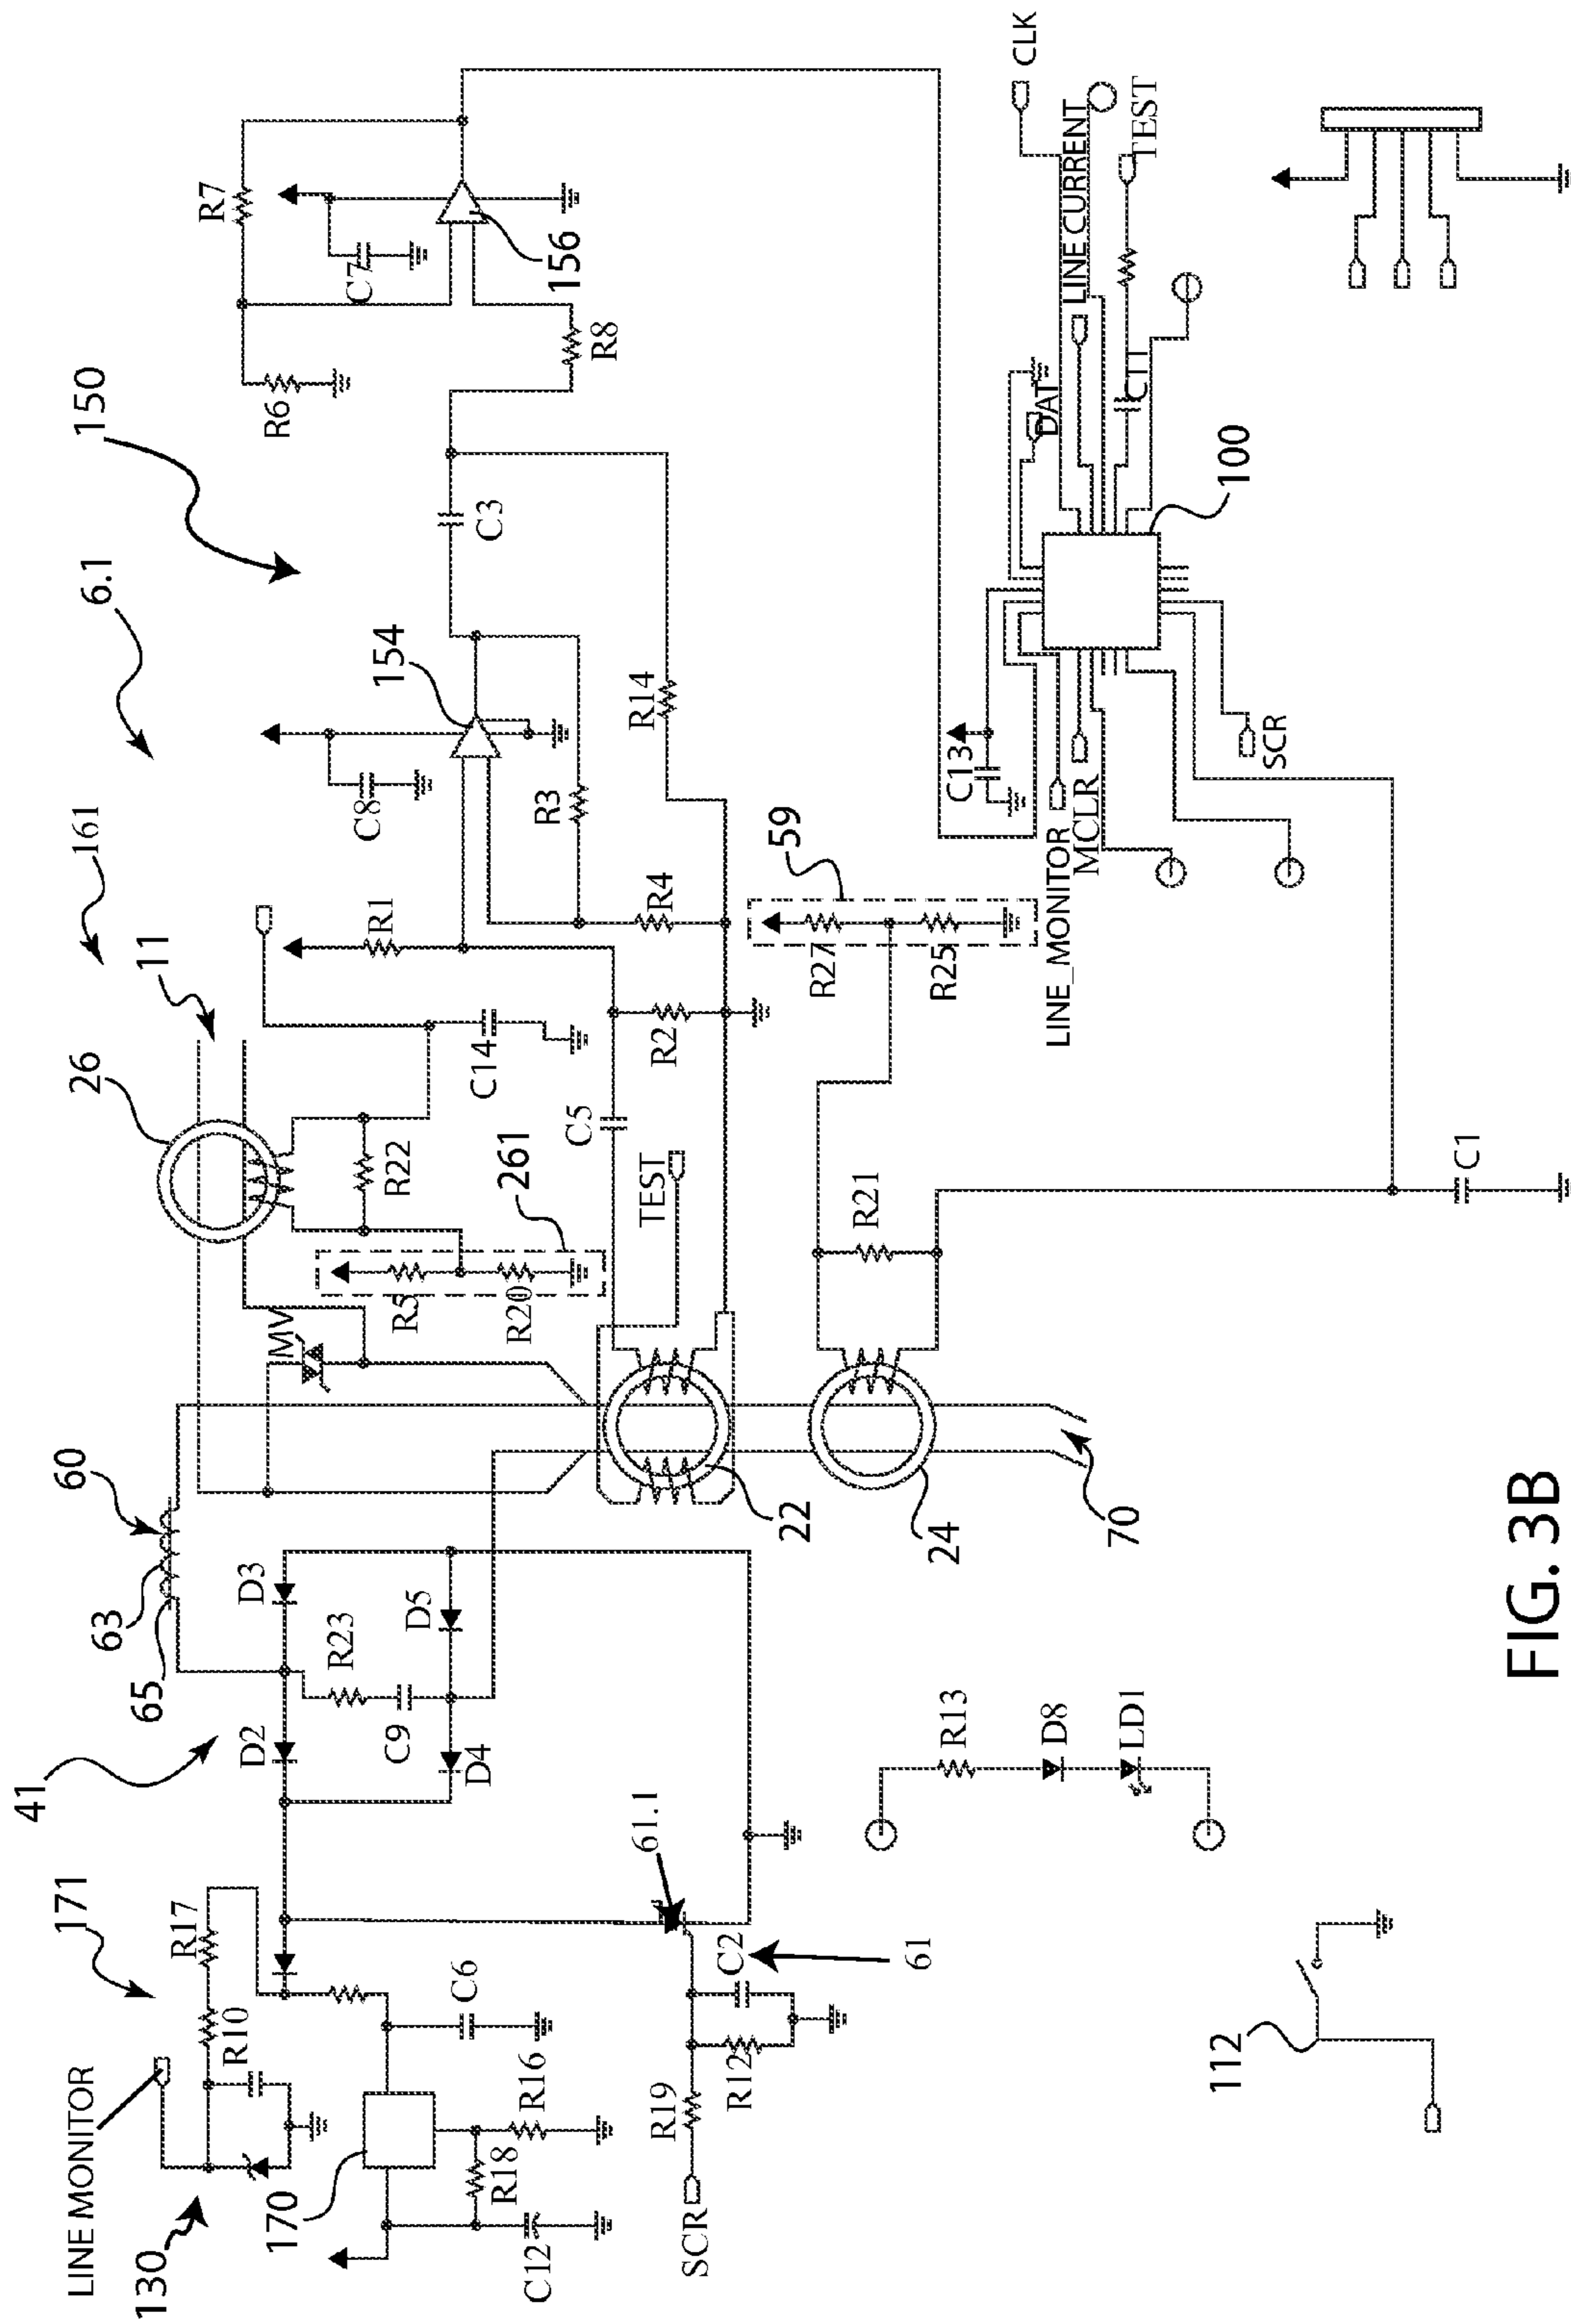 LINE MONITOR
130
171
R17
R10
170
C6
R16
R18
C12
SCR
R19
R12
C2
61
61.1
41
D2
D3
D4
D5
C9
R23
65
63
60
MV
26
11
161
6.1
150
R5
R20
261
R22
C14
R1
C8
154
R3
C5
R2
R4
TEST
22
24
70
R21
C1
59
R27
R25
R14
C3
R6
R7
C7
156
R8
CLK
LINE CURRENT
TEST
DAT
C11
100
C13
LINE_MONITOR
MCLR
SCR
R13
D8
LD1
112
FIG. 3B